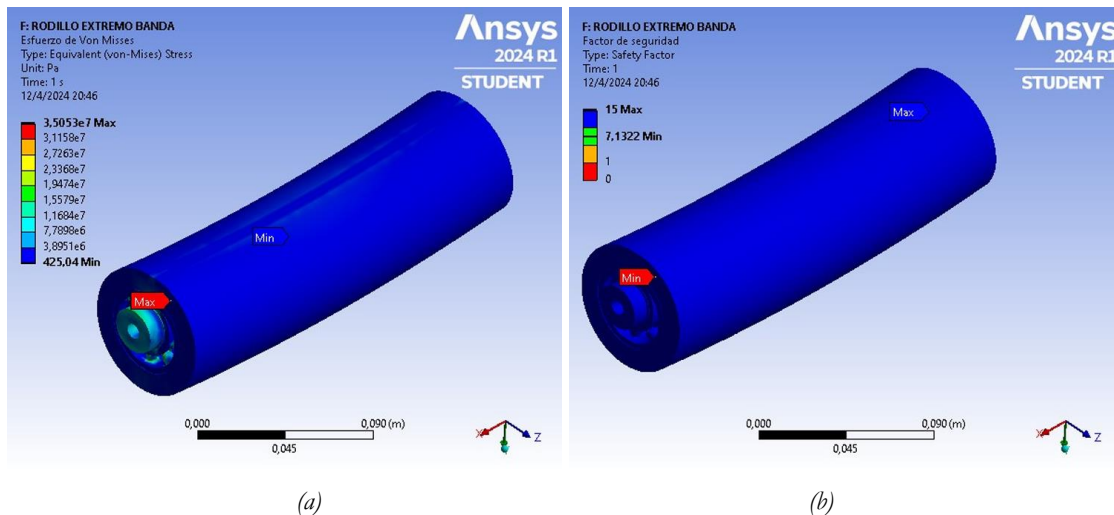 F: RODILLO EXTREMO BANDA
Esfuerzo de Von Misses
Type: Equivalent (von-Mises) Stress
Unit: Pa
Time: 1 s
12/4/2024 20:46
3,5053e7 Max
3,1158e7
2,7263e7
2,3368e7
1,9474e7
1,5579e7
1,1684e7
7,7898e6
3,8951e6
425,04 Min
Ansys
2024 R1
STUDENT
Min
Max
0,000
0,090 (m)
0,045
X
Z
(a)
F: RODILLO EXTREMO BANDA
Factor de seguridad
Type: Safety Factor
Time: 1
12/4/2024 20:46
15 Max
7,1322 Min
1
0
Ansys
2024 R1
STUDENT
Max
Min
0,000
0,090 (m)
0,045
X
Z
(b)